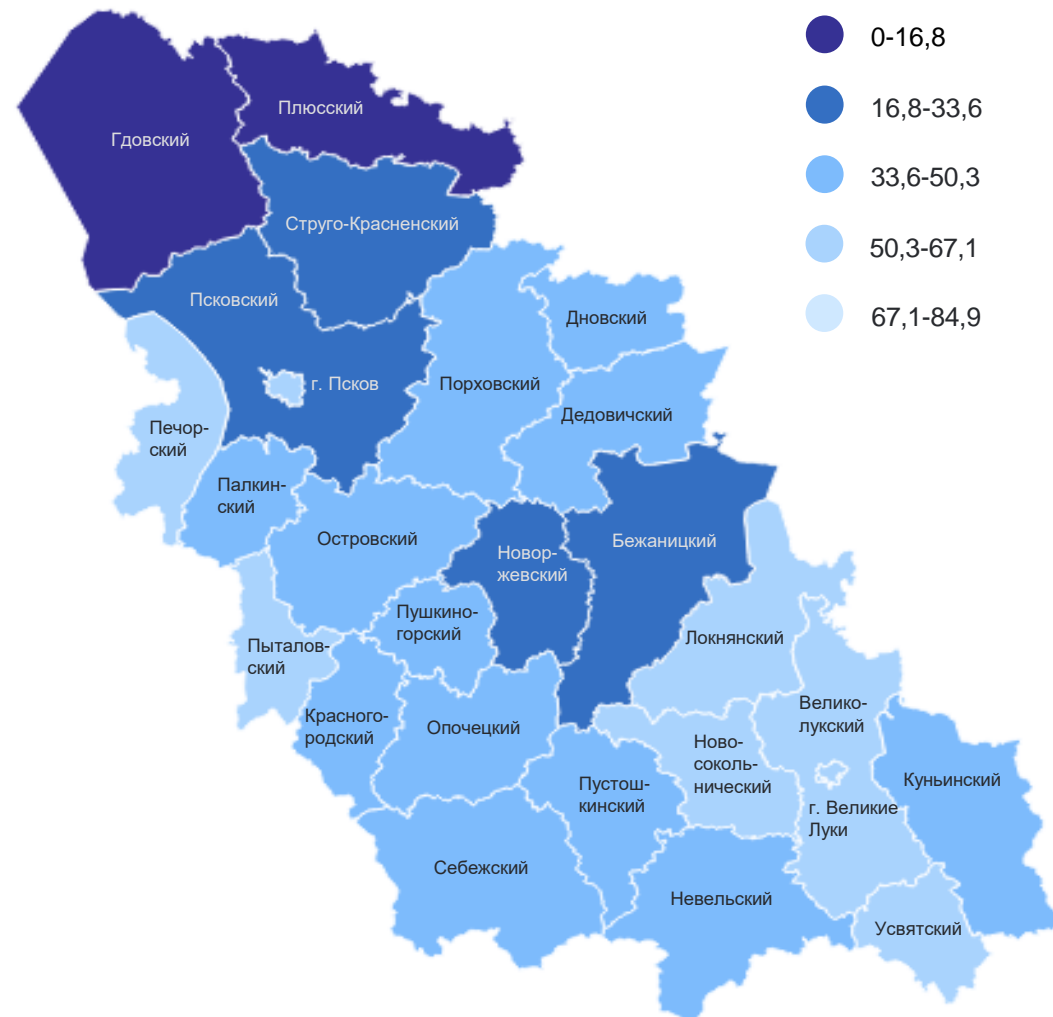 0-16,8
16,8-33,6
33,6-50,3
50,3-67,1
67,1-84,9
Гдовский
Плюсский
Струго-Красненский
Псковский
г. Псков
Порховский
Дновский
Дедовичский
Печор-
ский
Палкин-
ский
Островский
Новор-
жевский
Бежаницкий
Пушкино-
горский
Пыталов-
ский
Локнянский
Красного-
родский
Опочецкий
Велико-
лукский
Ново-
соколь-
нический
Пустош-
кинский
г. Великие
Луки
Куньинский
Себежский
Невельский
Усвятский